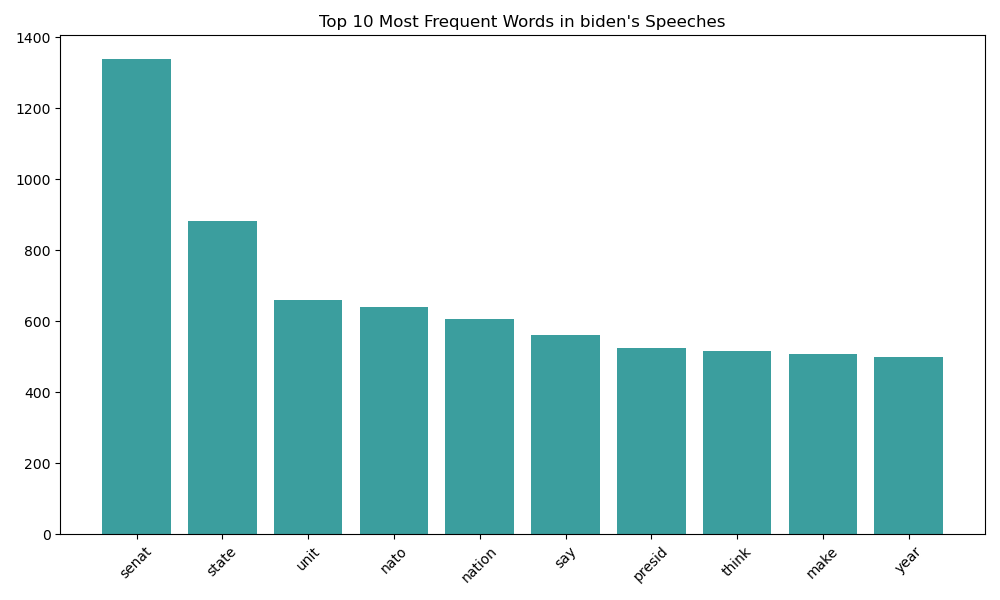 Top 10 Most Frequent Words in biden's Speeches
1400
1200
1000
800
600
400
200
0
senat
state
unit
nato
nation
say
presid
think
make
year